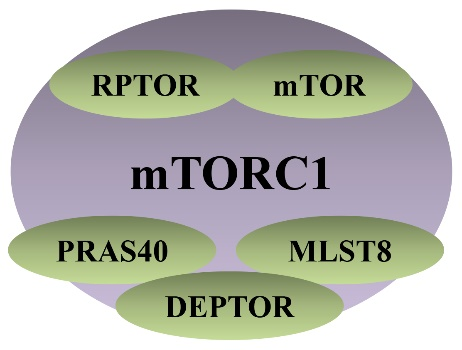 RPTOR mTOR
mTORC1
PRAS40 MLST8
DEPTOR